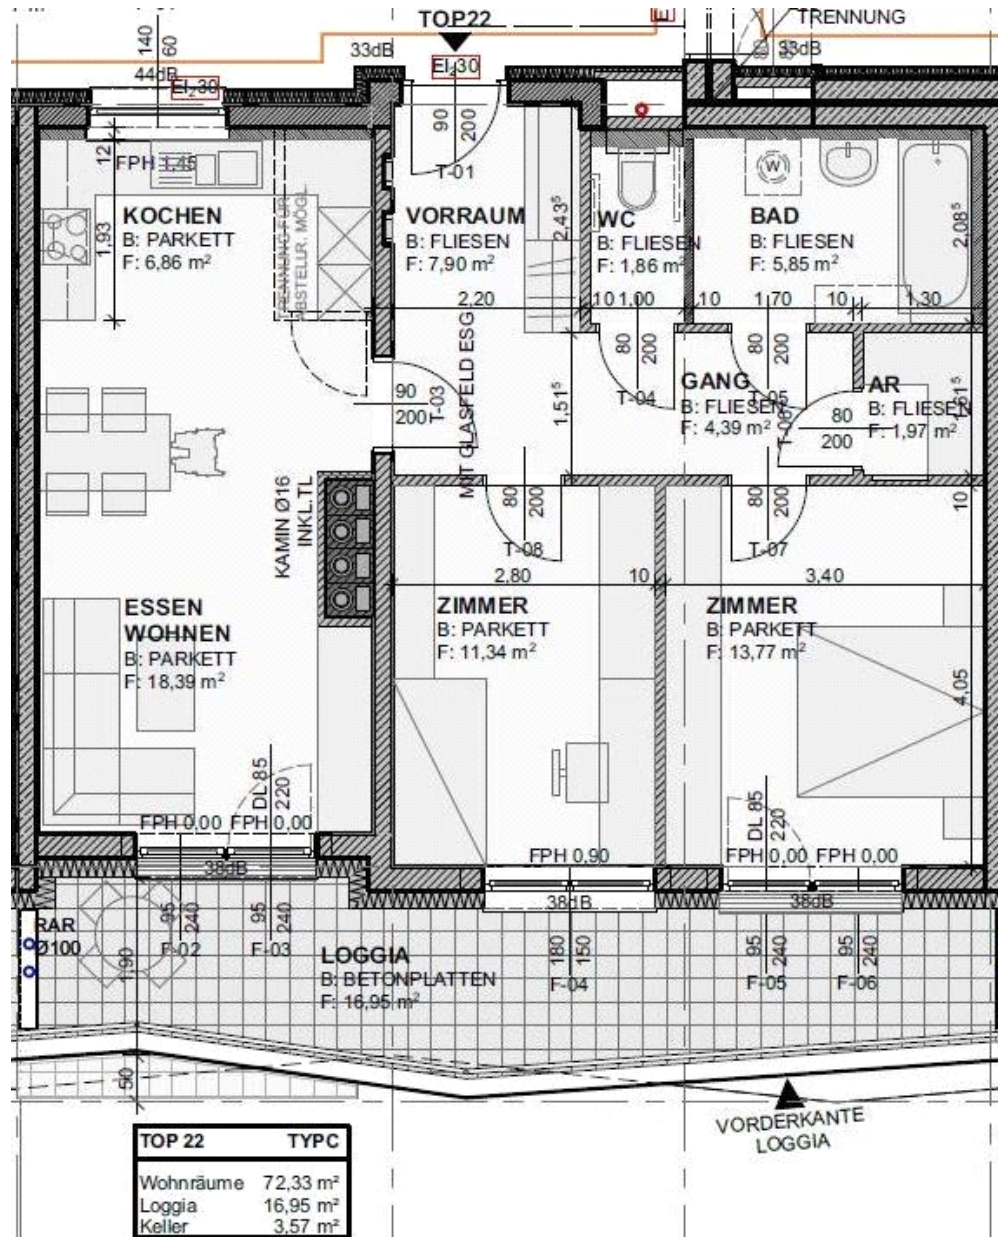 TOP22
TRENNUNG
140
60
33dB
33dB
44dB
EI₂30
EI₂30
90
200
T-01
12
FPH 1,45
W
KOCHEN
B: PARKETT
F: 6,86 m²
1,93
TRENNUNG FÜR
ABSTELLR. MÖGL.
VORRAUM
B: FLIESEN
F: 7,90 m²
2,43⁵
WC
B: FLIESEN
F: 1,86 m²
BAD
B: FLIESEN
F: 5,85 m²
2,08⁵
2,20
10
1,00
10
1,70
10
1,30
80
200
T-04
80
200
T-05
90
200
T-03
MIT GLASFELD ESG
1,51⁵
GANG
B: FLIESEN
F: 4,39 m²
T-06
80
200
AR
B: FLIESEN
F: 1,97 m²
1,61⁵
KAMIN Ø16
INKL.TL
80
200
T-08
80
200
T-07
10
2,80
10
3,40
ESSEN
WOHNEN
B: PARKETT
F: 18,39 m²
ZIMMER
B: PARKETT
F: 11,34 m²
ZIMMER
B: PARKETT
F: 13,77 m²
4,05
DL 85
220
DL 85
220
FPH 0,00
FPH 0,00
FPH 0,90
FPH 0,00
FPH 0,00
38dB
38dB
38dB
RAR
Ø100
95
240
F-02
95
240
F-03
1,90
LOGGIA
B: BETONPLATTEN
F: 16,95 m²
180
150
F-04
95
240
F-05
95
240
F-06
50
VORDERKANTE
LOGGIA
TOP 22 TYPC
Wohnräume 72,33 m²
Loggia 16,95 m²
Keller 3,57 m²